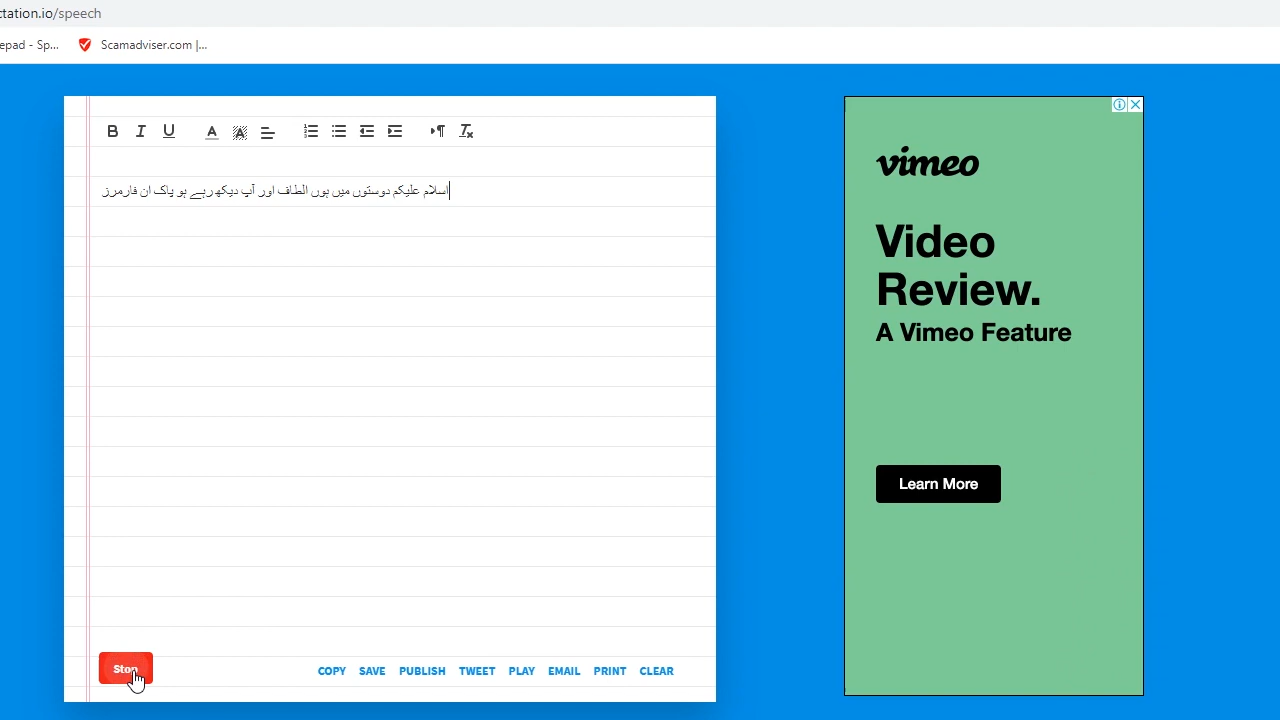 ctation.io/speech
epad - Sp...
Scamadviser.com |...
B I U
اسلام علیکم دوستوں میں ہوں الطاف اور آپ دیکھ رہے ہو پاک ان فارمرز
Stop
COPY SAVE PUBLISH TWEET PLAY EMAIL PRINT CLEAR
vimeo
Video
Review.
A Vimeo Feature
Learn More